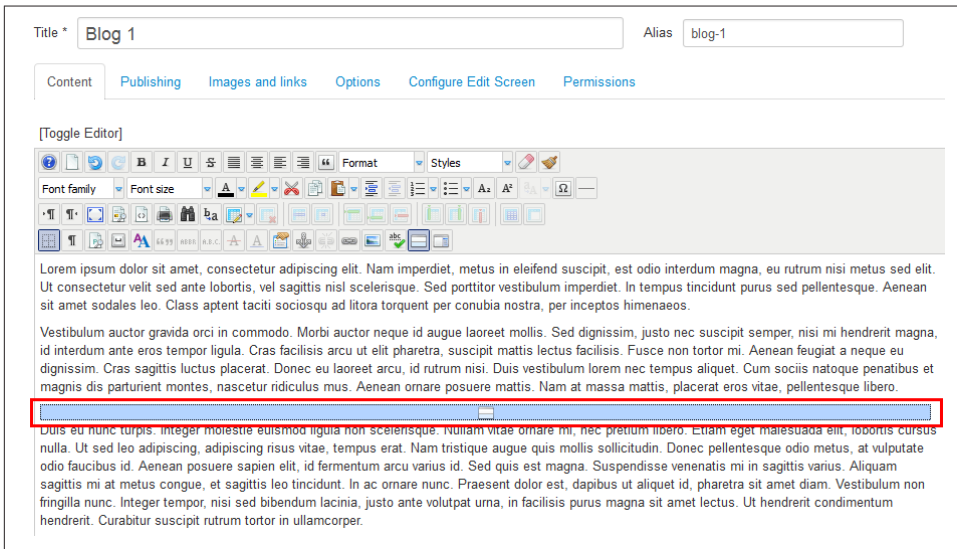 Title * Blog 1 Alias blog-1
Content Publishing Images and links Options Configure Edit Screen Permissions
[Toggle Editor]
B I U S Format Styles
Font family Font size A A₂ A² Ω
ABC
Lorem ipsum dolor sit amet, consectetur adipiscing elit. Nam imperdiet, metus in eleifend suscipit, est odio interdum magna, eu rutrum nisi metus sed elit.
Ut consectetur velit sed ante lobortis, vel sagittis nisl scelerisque. Sed porttitor vestibulum imperdiet. In tempus tincidunt purus sed pellentesque. Aenean
sit amet sodales leo. Class aptent taciti sociosqu ad litora torquent per conubia nostra, per inceptos himenaeos.
Vestibulum auctor gravida orci in commodo. Morbi auctor neque id augue laoreet mollis. Sed dignissim, justo nec suscipit semper, nisi mi hendrerit magna,
id interdum ante eros tempor ligula. Cras facilisis arcu ut elit pharetra, suscipit mattis lectus facilisis. Fusce non tortor mi. Aenean feugiat a neque eu
dignissim. Cras sagittis luctus placerat. Donec eu laoreet arcu, id rutrum nisi. Duis vestibulum lorem nec tempus aliquet. Cum sociis natoque penatibus et
magnis dis parturient montes, nascetur ridiculus mus. Aenean ornare posuere mattis. Nam at massa mattis, placerat eros vitae, pellentesque libero.
Duis eu nunc turpis. Integer molestie euismod ligula non scelerisque. Nullam vitae ornare mi, nec pretium libero. Etiam eget malesuada elit, lobortis cursus
nulla. Ut sed leo adipiscing, adipiscing risus vitae, tempus erat. Nam tristique augue quis mollis sollicitudin. Donec pellentesque odio metus, at vulputate
odio faucibus id. Aenean posuere sapien elit, id fermentum arcu varius id. Sed quis est magna. Suspendisse venenatis mi in sagittis varius. Aliquam
sagittis mi at metus congue, et sagittis leo tincidunt. In ac ornare nunc. Praesent dolor est, dapibus ut aliquet id, pharetra sit amet diam. Vestibulum non
fringilla nunc. Integer tempor, nisi sed bibendum lacinia, justo ante volutpat urna, in facilisis purus magna sit amet lectus. Ut hendrerit condimentum
hendrerit. Curabitur suscipit rutrum tortor in ullamcorper.